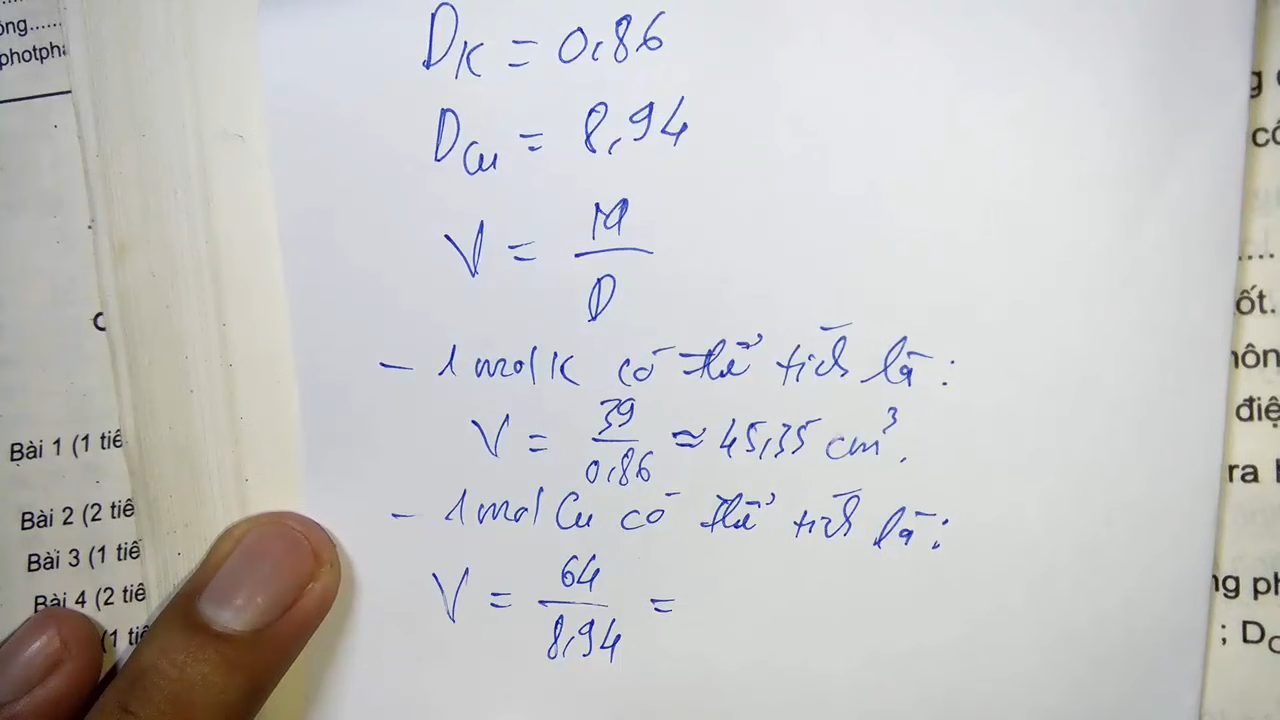 ông......
photpha
D_K = 0,86
D_Cu = 8,94
V = M/D
- 1 mol K có thể tích là:
V = 39/0,86 ≈ 45,35 cm³.
- 1 mol Cu có thể tích là:
V = 64/8,94 =
Bài 1 (1 tiế
Bài 2 (2 tiế
Bài 3 (1 tiế
Bài 4 (2 tiế
(1 tiế
....
ốt.
điệ
ra
ng ph
; D